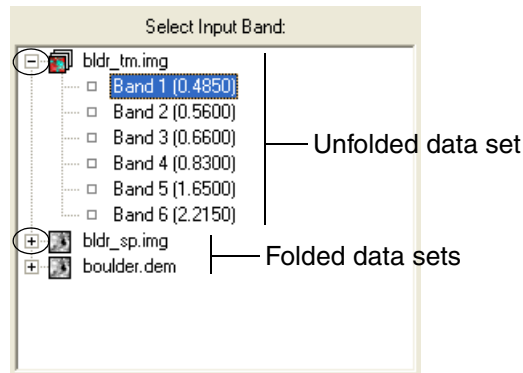 Select Input Band:
bldr_tm.img
Band 1 (0.4850)
Band 2 (0.5600)
Band 3 (0.6600)
Band 4 (0.8300)
Band 5 (1.6500)
Band 6 (2.2150)
Unfolded data set
bldr_sp.img
boulder.dem
Folded data sets